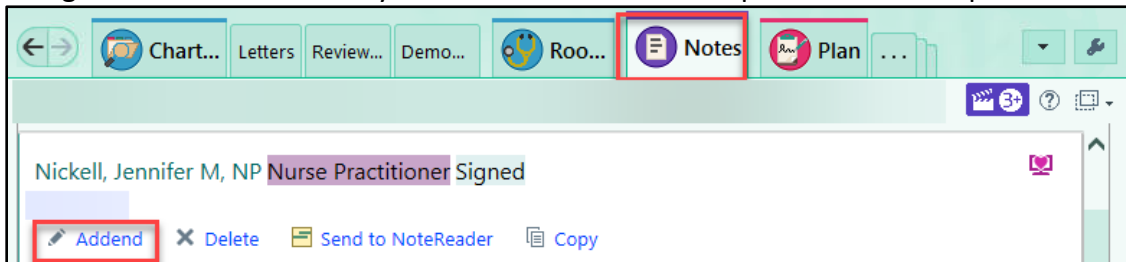 Chart... Letters Review... Demo... Roo... Notes Plan ...
3+ ?
Nickell, Jennifer M, NP Nurse Practitioner Signed
Addend Delete Send to NoteReader Copy